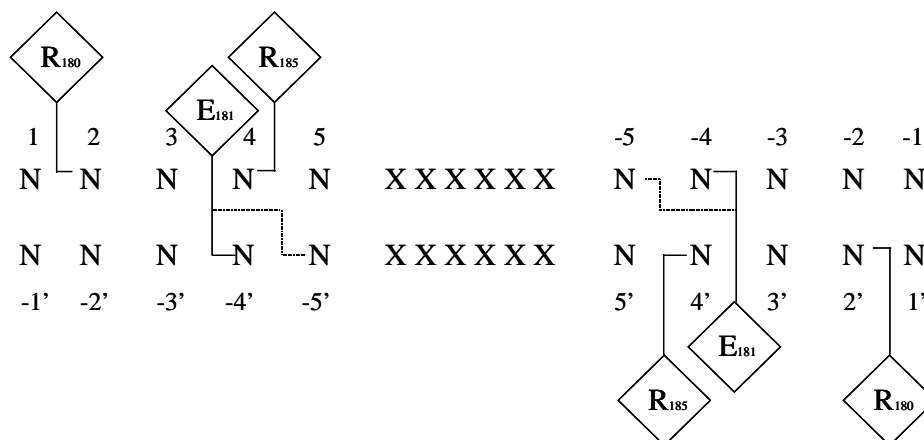 R180 R185
E181
1 2 3 4 5 -5 -4 -3 -2 -1
N N N N N XXXXXX N N N N N
N N N N N XXXXXX N N N N N
-1’ -2’ -3’ -4’ -5’ 5’ 4’ 3’ 2’ 1’
E181
R185 R180